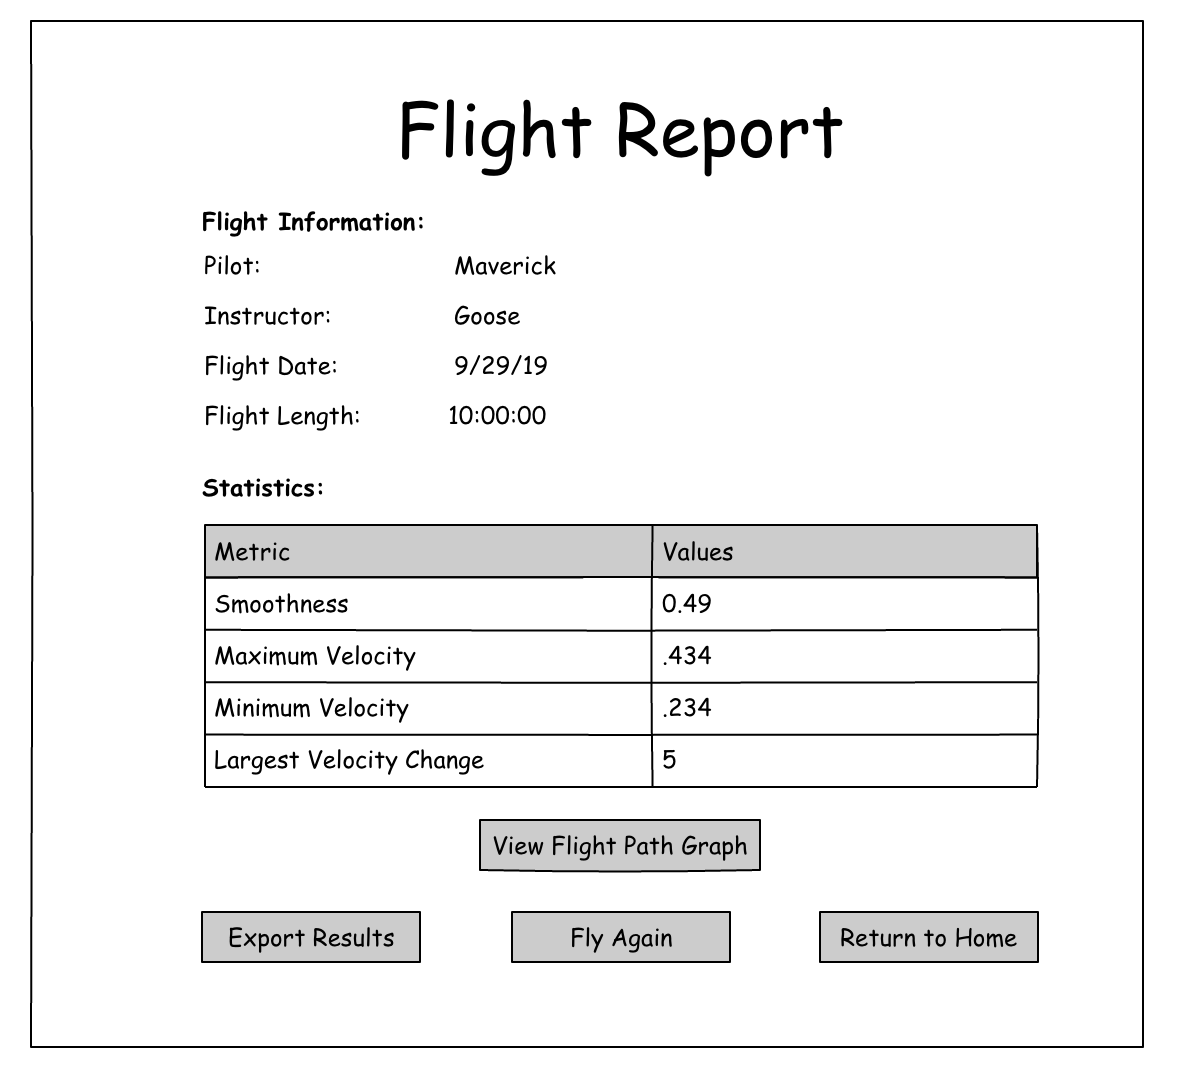 Flight Report
Flight Information:
Pilot: Maverick
Instructor: Goose
Flight Date: 9/29/19
Flight Length: 10:00:00
Statistics:
Metric Values
Smoothness 0.49
Maximum Velocity .434
Minimum Velocity .234
Largest Velocity Change 5
View Flight Path Graph
Export Results Fly Again Return to Home